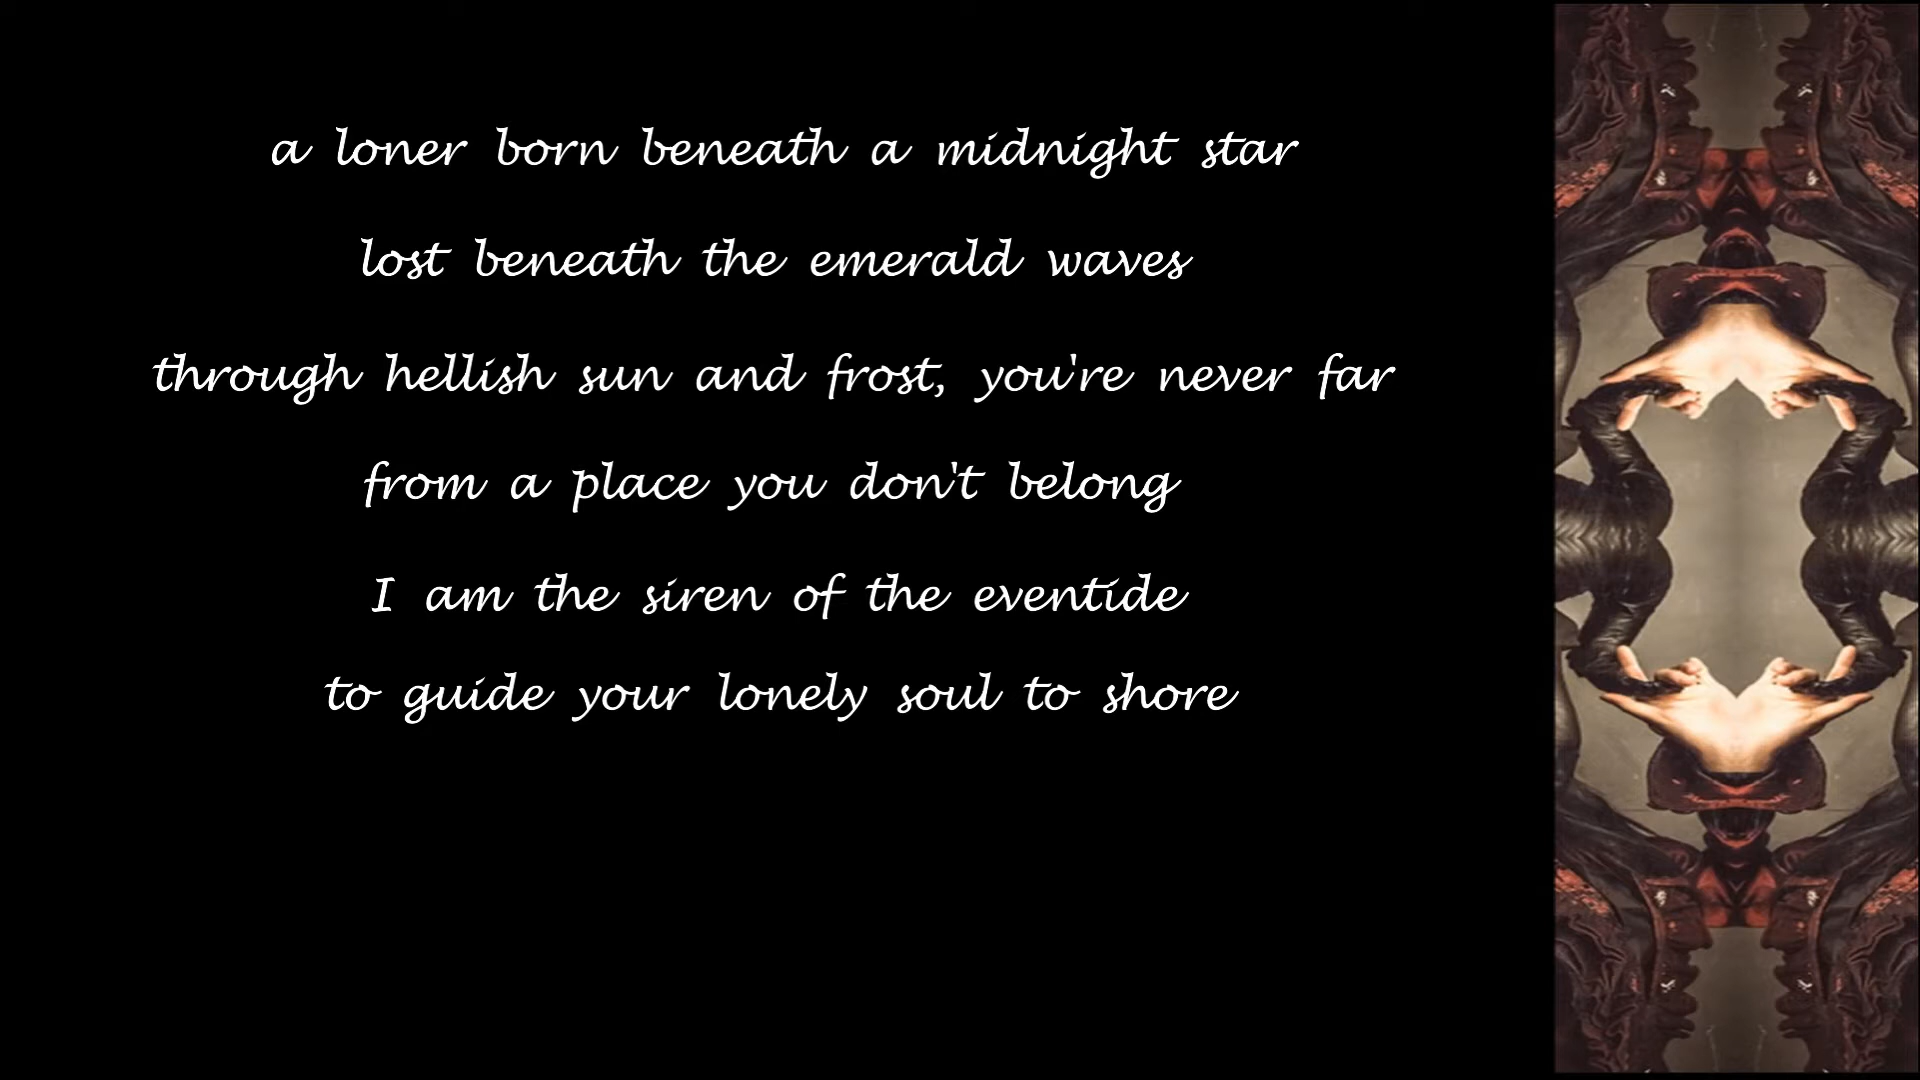 a loner born beneath a midnight star
lost beneath the emerald waves
through hellish sun and frost, you're never far
from a place you don't belong
I am the siren of the eventide
to guide your lonely soul to shore